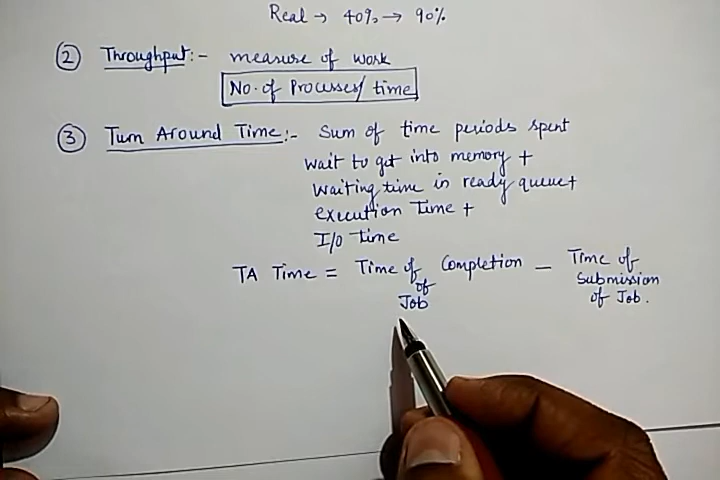 Real → 40% → 90%
② Throughput :- measure of work
No. of Processes/ time
③ Turn Around Time :- Sum of time periods spent
wait to get into memory +
waiting time in ready queue +
execution time +
I/O time
TA Time = Time of Completion - Time of
of Submission
Job of Job.